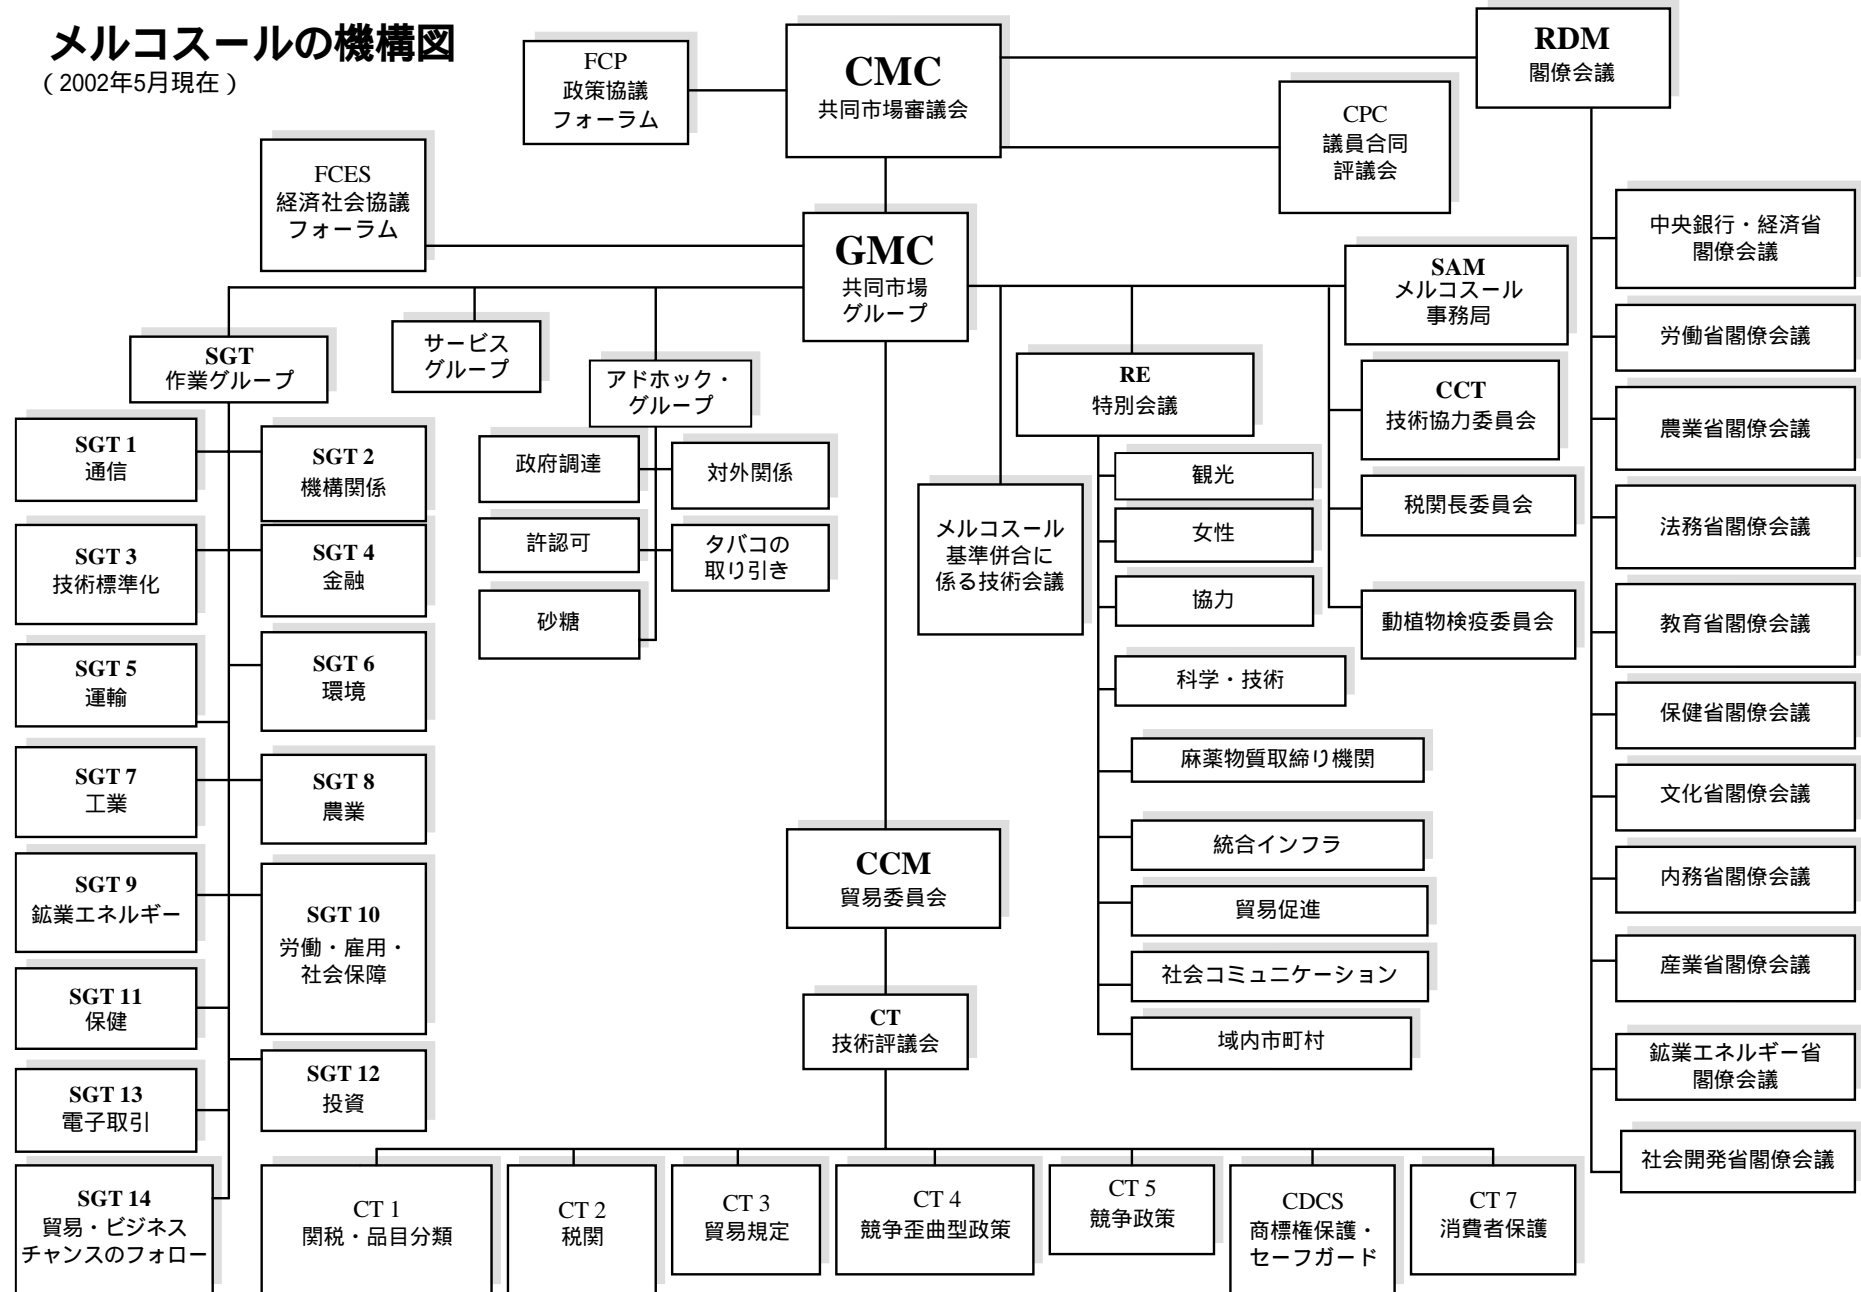 メルコスールの機構図
（2002年5月現在）
FCP
政策協議
フォーラム
CMC
共同市場審議会
RDM
閣僚会議
CPC
議員合同
評議会
FCES
経済社会協議
フォーラム
GMC
共同市場
グループ
SAM
メルコスール
事務局
SGT
作業グループ
サービス
グループ
アドホック・
グループ
RE
特別会議
CCT
技術協力委員会
税関長委員会
動植物検疫委員会
メルコスール
基準併合に
係る技術会議
SGT 1
通信
SGT 2
機構関係
SGT 3
技術標準化
SGT 4
金融
SGT 5
運輸
SGT 6
環境
SGT 7
工業
SGT 8
農業
SGT 9
鉱業エネルギー
SGT 10
労働・雇用・
社会保障
SGT 11
保健
SGT 12
投資
SGT 13
電子取引
SGT 14
貿易・ビジネス
チャンスのフォロー
政府調達
対外関係
許認可
タバコの
取り引き
砂糖
観光
女性
協力
科学・技術
麻薬物質取締り機関
統合インフラ
貿易促進
社会コミュニケーション
域内市町村
CCM
貿易委員会
CT
技術評議会
CT 1
関税・品目分類
CT 2
税関
CT 3
貿易規定
CT 4
競争歪曲型政策
CT 5
競争政策
CDCS
商標権保護・
セーフガード
CT 7
消費者保護
中央銀行・経済省
閣僚会議
労働省閣僚会議
農業省閣僚会議
法務省閣僚会議
教育省閣僚会議
保健省閣僚会議
文化省閣僚会議
内務省閣僚会議
産業省閣僚会議
鉱業エネルギー省
閣僚会議
社会開発省閣僚会議